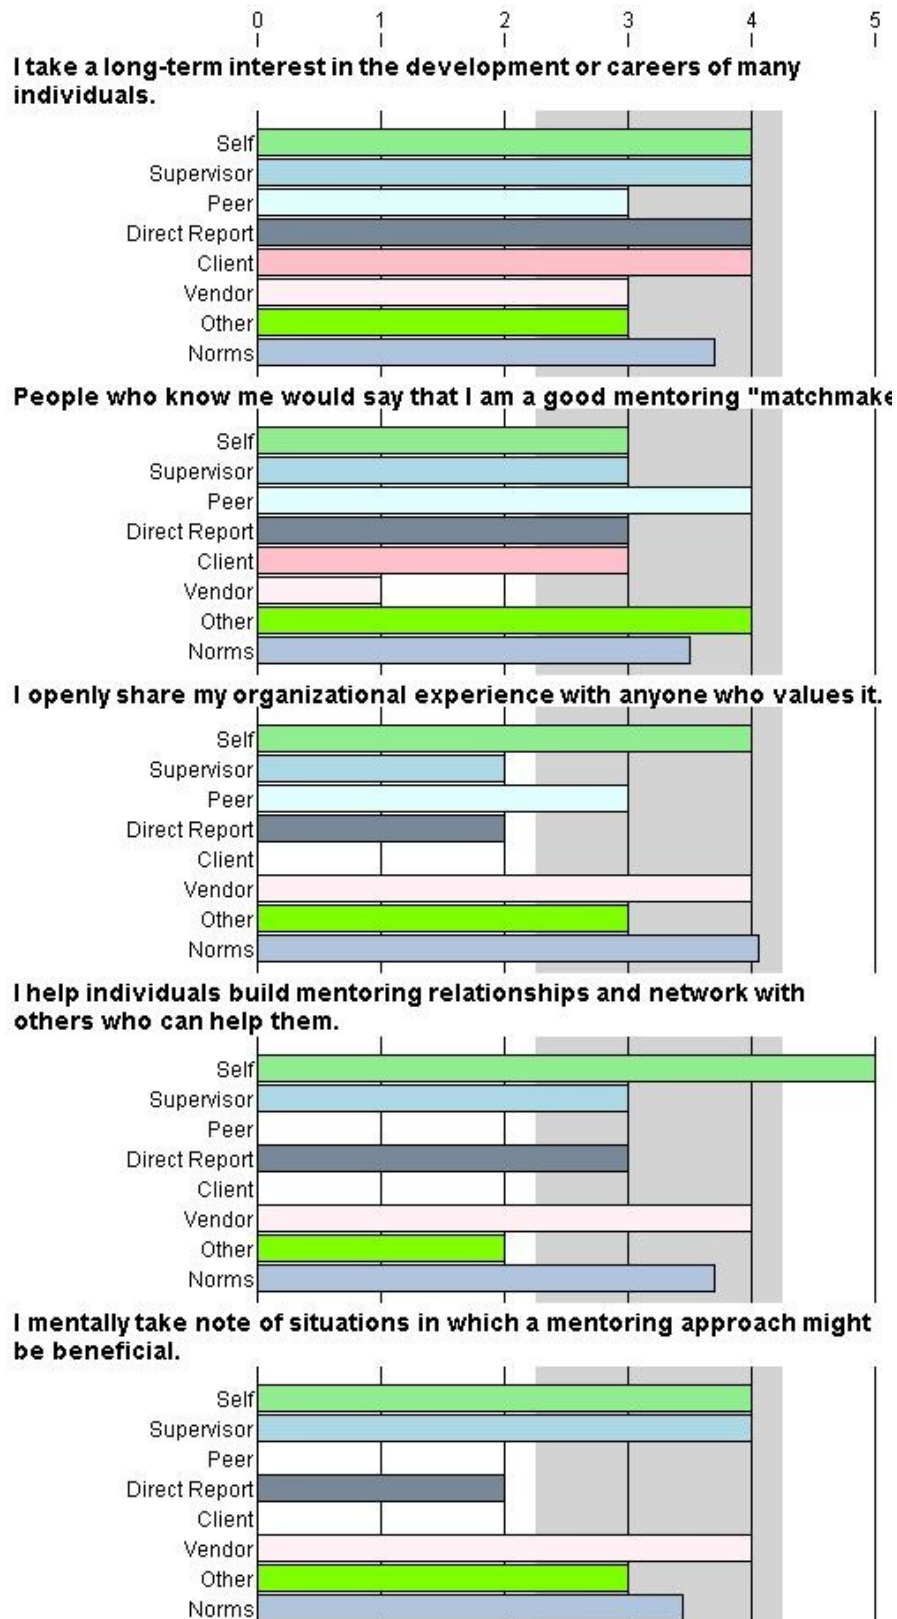 0 1 2 3 4 5
I take a long-term interest in the development or careers of many
individuals.
Self
Supervisor
Peer
Direct Report
Client
Vendor
Other
Norms
People who know me would say that I am a good mentoring "matchmake
Self
Supervisor
Peer
Direct Report
Client
Vendor
Other
Norms
I openly share my organizational experience with anyone who values it.
Self
Supervisor
Peer
Direct Report
Client
Vendor
Other
Norms
I help individuals build mentoring relationships and network with
others who can help them.
Self
Supervisor
Peer
Direct Report
Client
Vendor
Other
Norms
I mentally take note of situations in which a mentoring approach might
be beneficial.
Self
Supervisor
Peer
Direct Report
Client
Vendor
Other
Norms